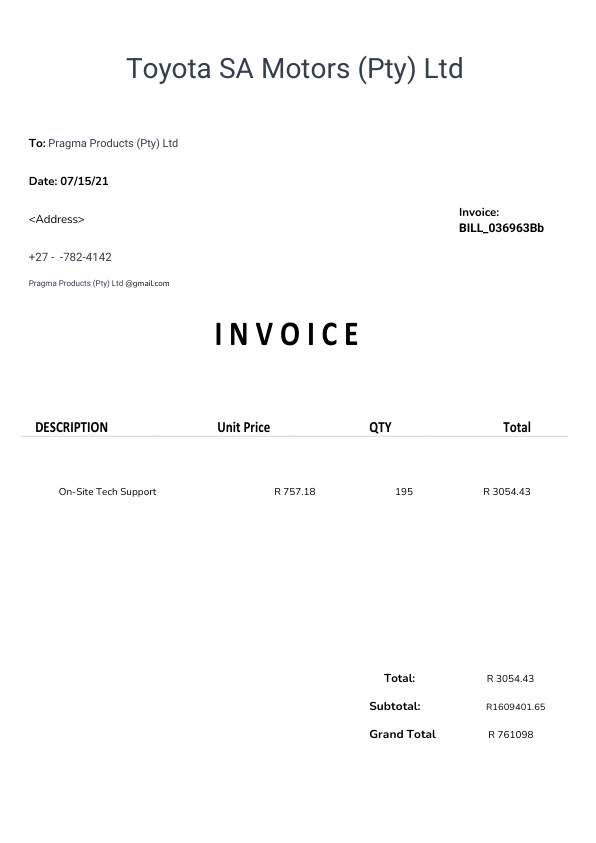 Toyota SA Motors (Pty) Ltd
To: Pragma Products (Pty) Ltd
Date: 07/15/21
<Address>
Invoice:
BILL_036963Bb
+27 -  -782-4142
Pragma Products (Pty) Ltd @gmail.com
INVOICE
DESCRIPTION Unit Price QTY Total
On-Site Tech Support R 757.18 195 R 3054.43
Total: R 3054.43
Subtotal: R1609401.65
Grand Total R 761098